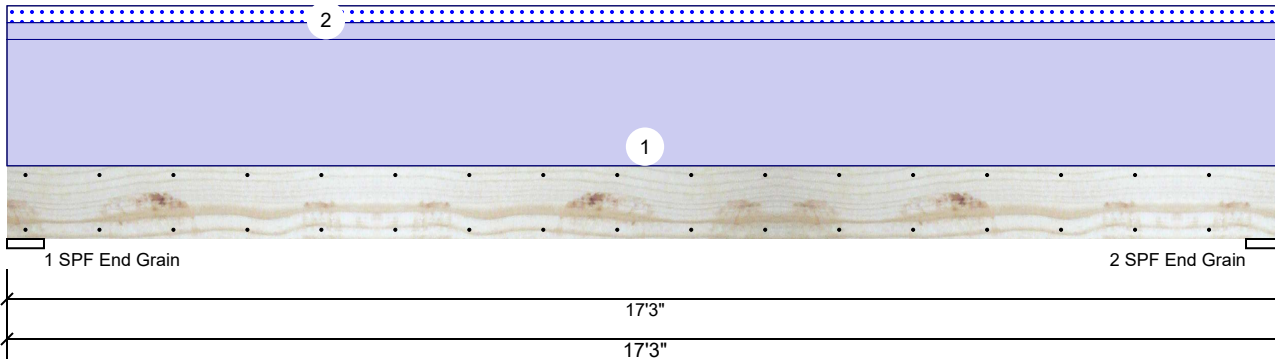 2
1
1 SPF End Grain
2 SPF End Grain
17'3"
17'3"